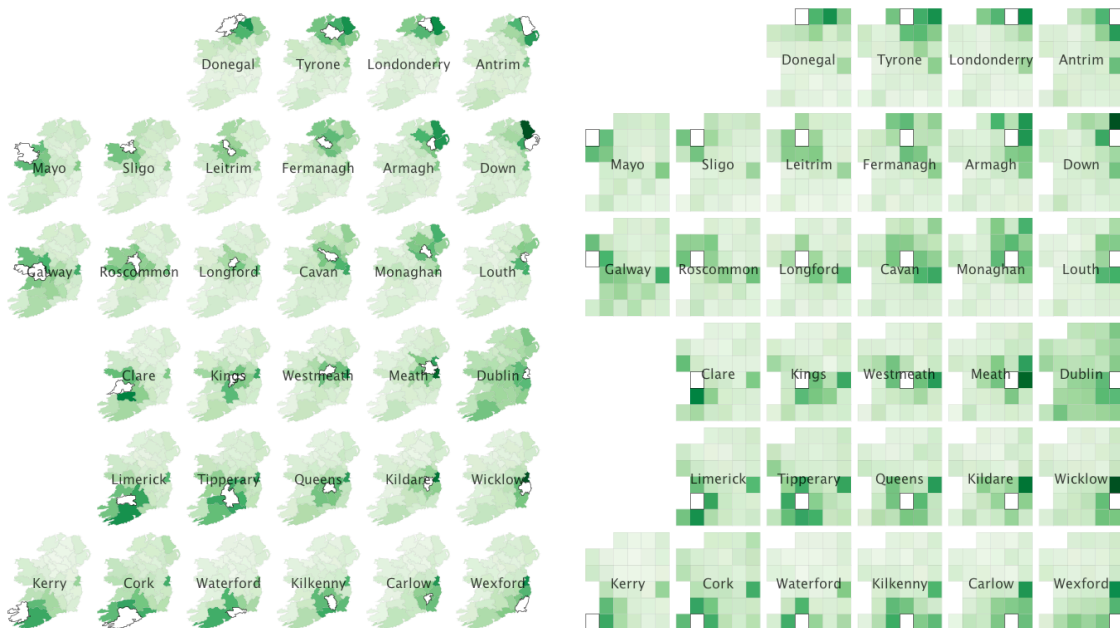 Donegal Tyrone Londonderry Antrim Donegal Tyrone Londonderry Antrim
Mayo Sligo Leitrim Fermanagh Armagh Down Mayo Sligo Leitrim Fermanagh Armagh Down
Galway Roscommon Longford Cavan Monaghan Louth Galway Roscommon Longford Cavan Monaghan Louth
Clare Kings Westmeath Meath Dublin Clare Kings Westmeath Meath Dublin
Limerick Tipperary Queens Kildare Wicklow Limerick Tipperary Queens Kildare Wicklow
Kerry Cork Waterford Kilkenny Carlow Wexford Kerry Cork Waterford Kilkenny Carlow Wexford